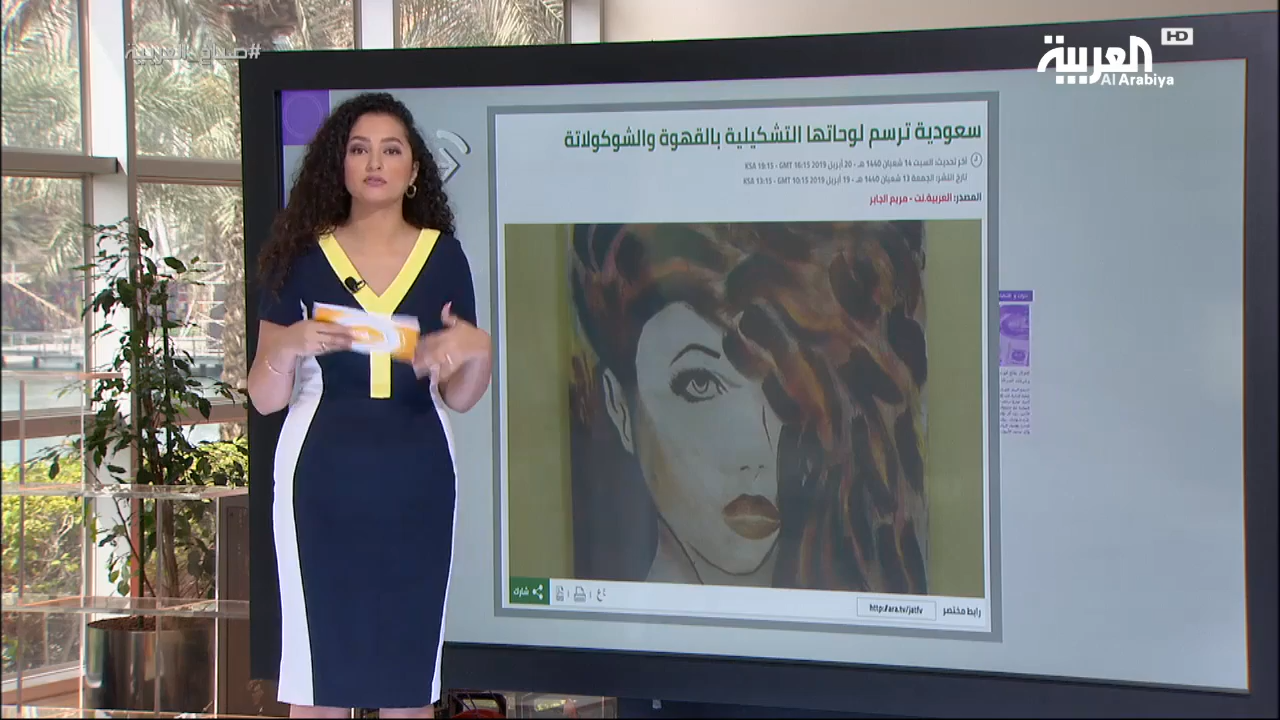 #صباح_العربية
HD
العربية
Al Arabiya
سعودية ترسم لوحاتها التشكيلية بالقهوة والشوكولاتة
آخر تحديث: السبت 14 شعبان 1440 هـ - 20 أبريل 2019 KSA 19:15 - GMT 16:15
تاريخ النشر: الجمعة 13 شعبان 1440 هـ - 19 أبريل 2019 KSA 13:15 - GMT 10:15
المصدر: العربية.نت - مريم الجابر
شارك
رابط مختصر
http://ara.tv/jatfv